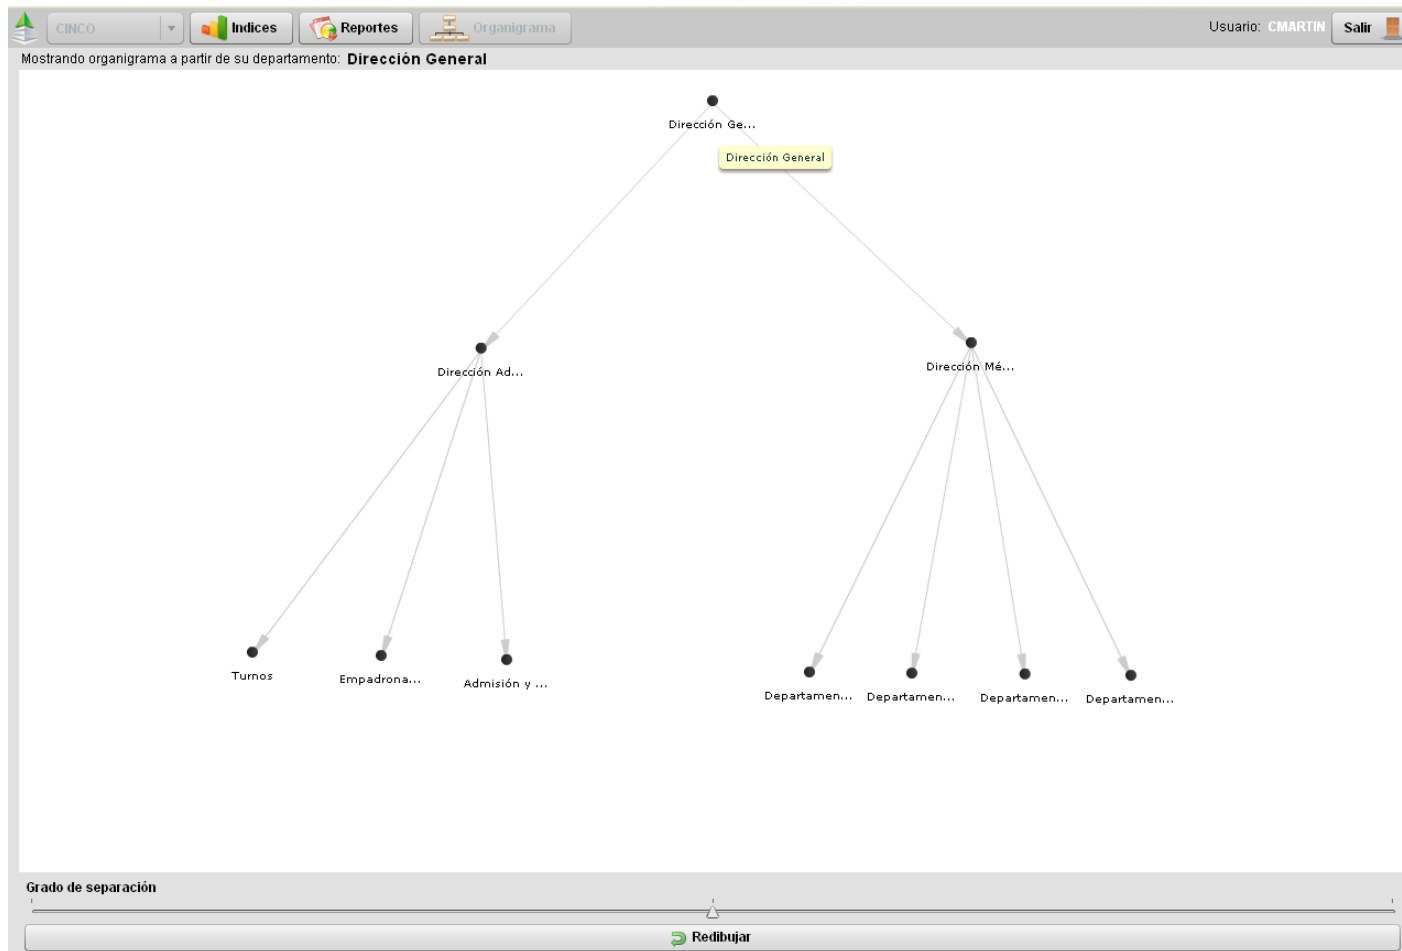 CINCO Indices Reportes Organigrama Usuario: CMARTIN Salir
Mostrando organigrama a partir de su departamento: Dirección General
Dirección Ge...
Dirección General
Dirección Ad... Dirección Mé...
Turnos Empadrona... Admisión y ... Departamen... Departamen... Departamen... Departamen...
Grado de separación
Redibujar